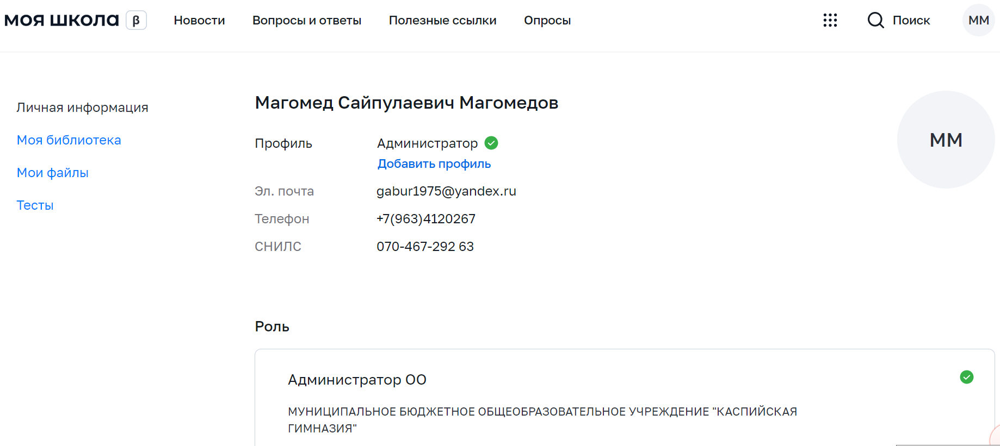 моя школа β Новости Вопросы и ответы Полезные ссылки Опросы Поиск ММ
Личная информация
Моя библиотека
Мои файлы
Тесты
Магомед Сайпулаевич Магомедов
ММ
Профиль Администратор
Добавить профиль
Эл. почта gabur1975@yandex.ru
Телефон +7(963)4120267
СНИЛС 070-467-292 63
Роль
Администратор ОО
МУНИЦИПАЛЬНОЕ БЮДЖЕТНОЕ ОБЩЕОБРАЗОВАТЕЛЬНОЕ УЧРЕЖДЕНИЕ "КАСПИЙСКАЯ
ГИМНАЗИЯ"